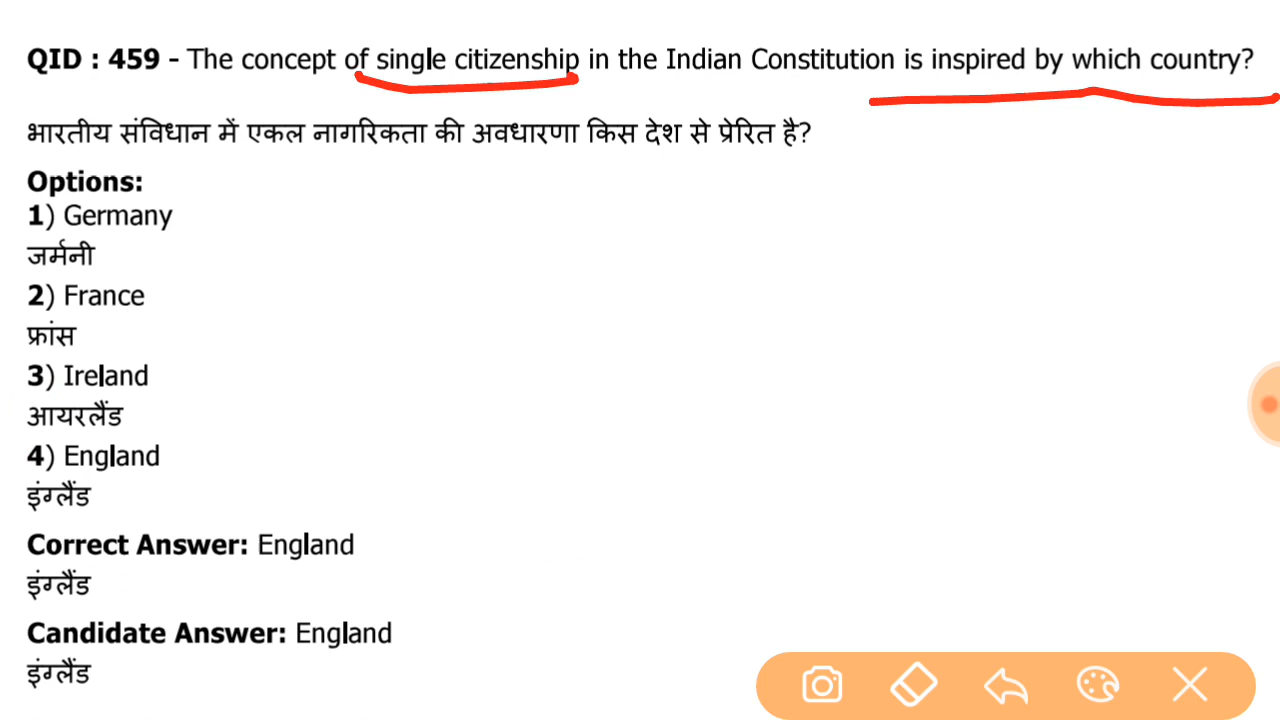 QID : 459 - The concept of single citizenship in the Indian Constitution is inspired by which country?
भारतीय संविधान में एकल नागरिकता की अवधारणा किस देश से प्रेरित है?
Options:
1) Germany
जर्मनी
2) France
फ्रांस
3) Ireland
आयरलैंड
4) England
इंग्लैंड
Correct Answer: England
इंग्लैंड
Candidate Answer: England
इंग्लैंड